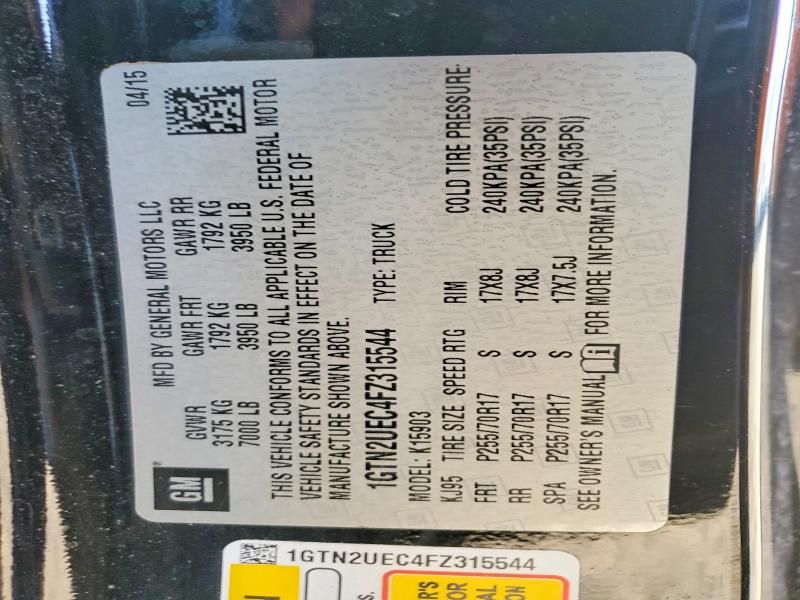 04/15
MFD BY GENERAL MOTORS LLC
GM
GVWR GAWR FRT GAWR RR
3175 KG 1792 KG 1792 KG
7000 LB 3950 LB 3950 LB
THIS VEHICLE CONFORMS TO ALL APPLICABLE U.S. FEDERAL MOTOR
VEHICLE SAFETY STANDARDS IN EFFECT ON THE DATE OF
MANUFACTURE SHOWN ABOVE.
1GTN2UEC4FZ315544 TYPE: TRUCK
MODEL: K15903
KJ95 TIRE SIZE SPEED RTG RIM COLD TIRE PRESSURE:
FRT P255/70R17 S 17X8J 240KPA(35PSI)
RR P255/70R17 S 17X8J 240KPA(35PSI)
SPA P255/70R17 S 17X7.5J 240KPA(35PSI)
SEE OWNER'S MANUAL i FOR MORE INFORMATION.
1GTN2UEC4FZ315544